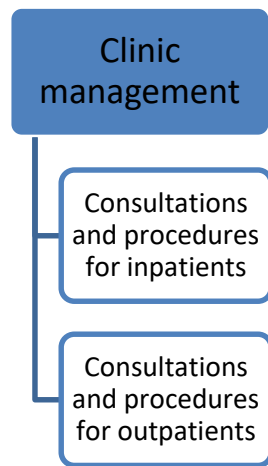 Clinic
management
Consultations
and procedures
for inpatients
Consultations
and procedures
for outpatients